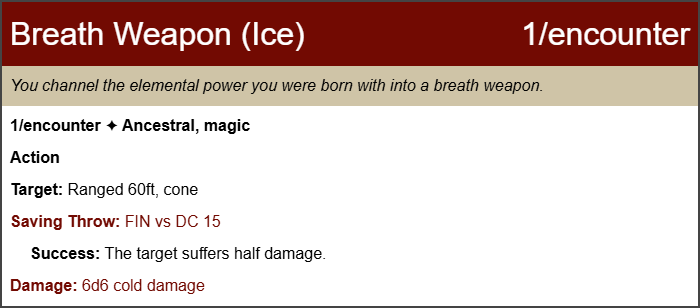 Breath Weapon (Ice) 1/encounter
You channel the elemental power you were born with into a breath weapon.
1/encounter ✦ Ancestral, magic
Action
Target: Ranged 60ft, cone
Saving Throw: FIN vs DC 15
Success: The target suffers half damage.
Damage: 6d6 cold damage